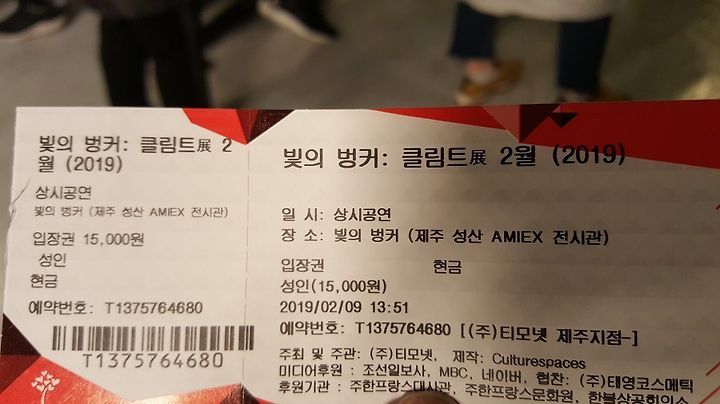 빛의 벙커: 클림트展 2
월 (2019)
상시공연
빛의 벙커 (제주 성산 AMIEX 전시관)
입장권 15,000원
성인
현금
예약번호: T1375764680
T1375764680
빛의 벙커: 클림트展 2월 (2019)
일 시: 상시공연
장 소: 빛의 벙커 (제주 성산 AMIEX 전시관)
입장권 현금
성인(15,000원)
2019/02/09 13:51
예약번호: T1375764680 [(주)티모넷 제주지점-]
주최 및 주관: (주)티모넷, 제작: Culturespaces
미디어후원 : 조선일보사, MBC, 네이버, 협찬: (주)태영코스메틱
후원기관 : 주한프랑스대사관, 주한프랑스문화원, 한불상공회의소